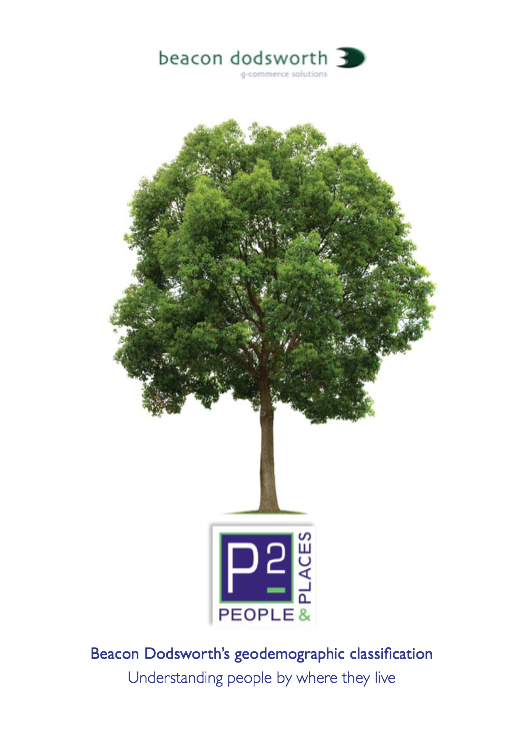 beacon dodsworth
g-commerce solutions
P2
PEOPLE & PLACES
Beacon Dodsworth's geodemographic classification
Understanding people by where they live